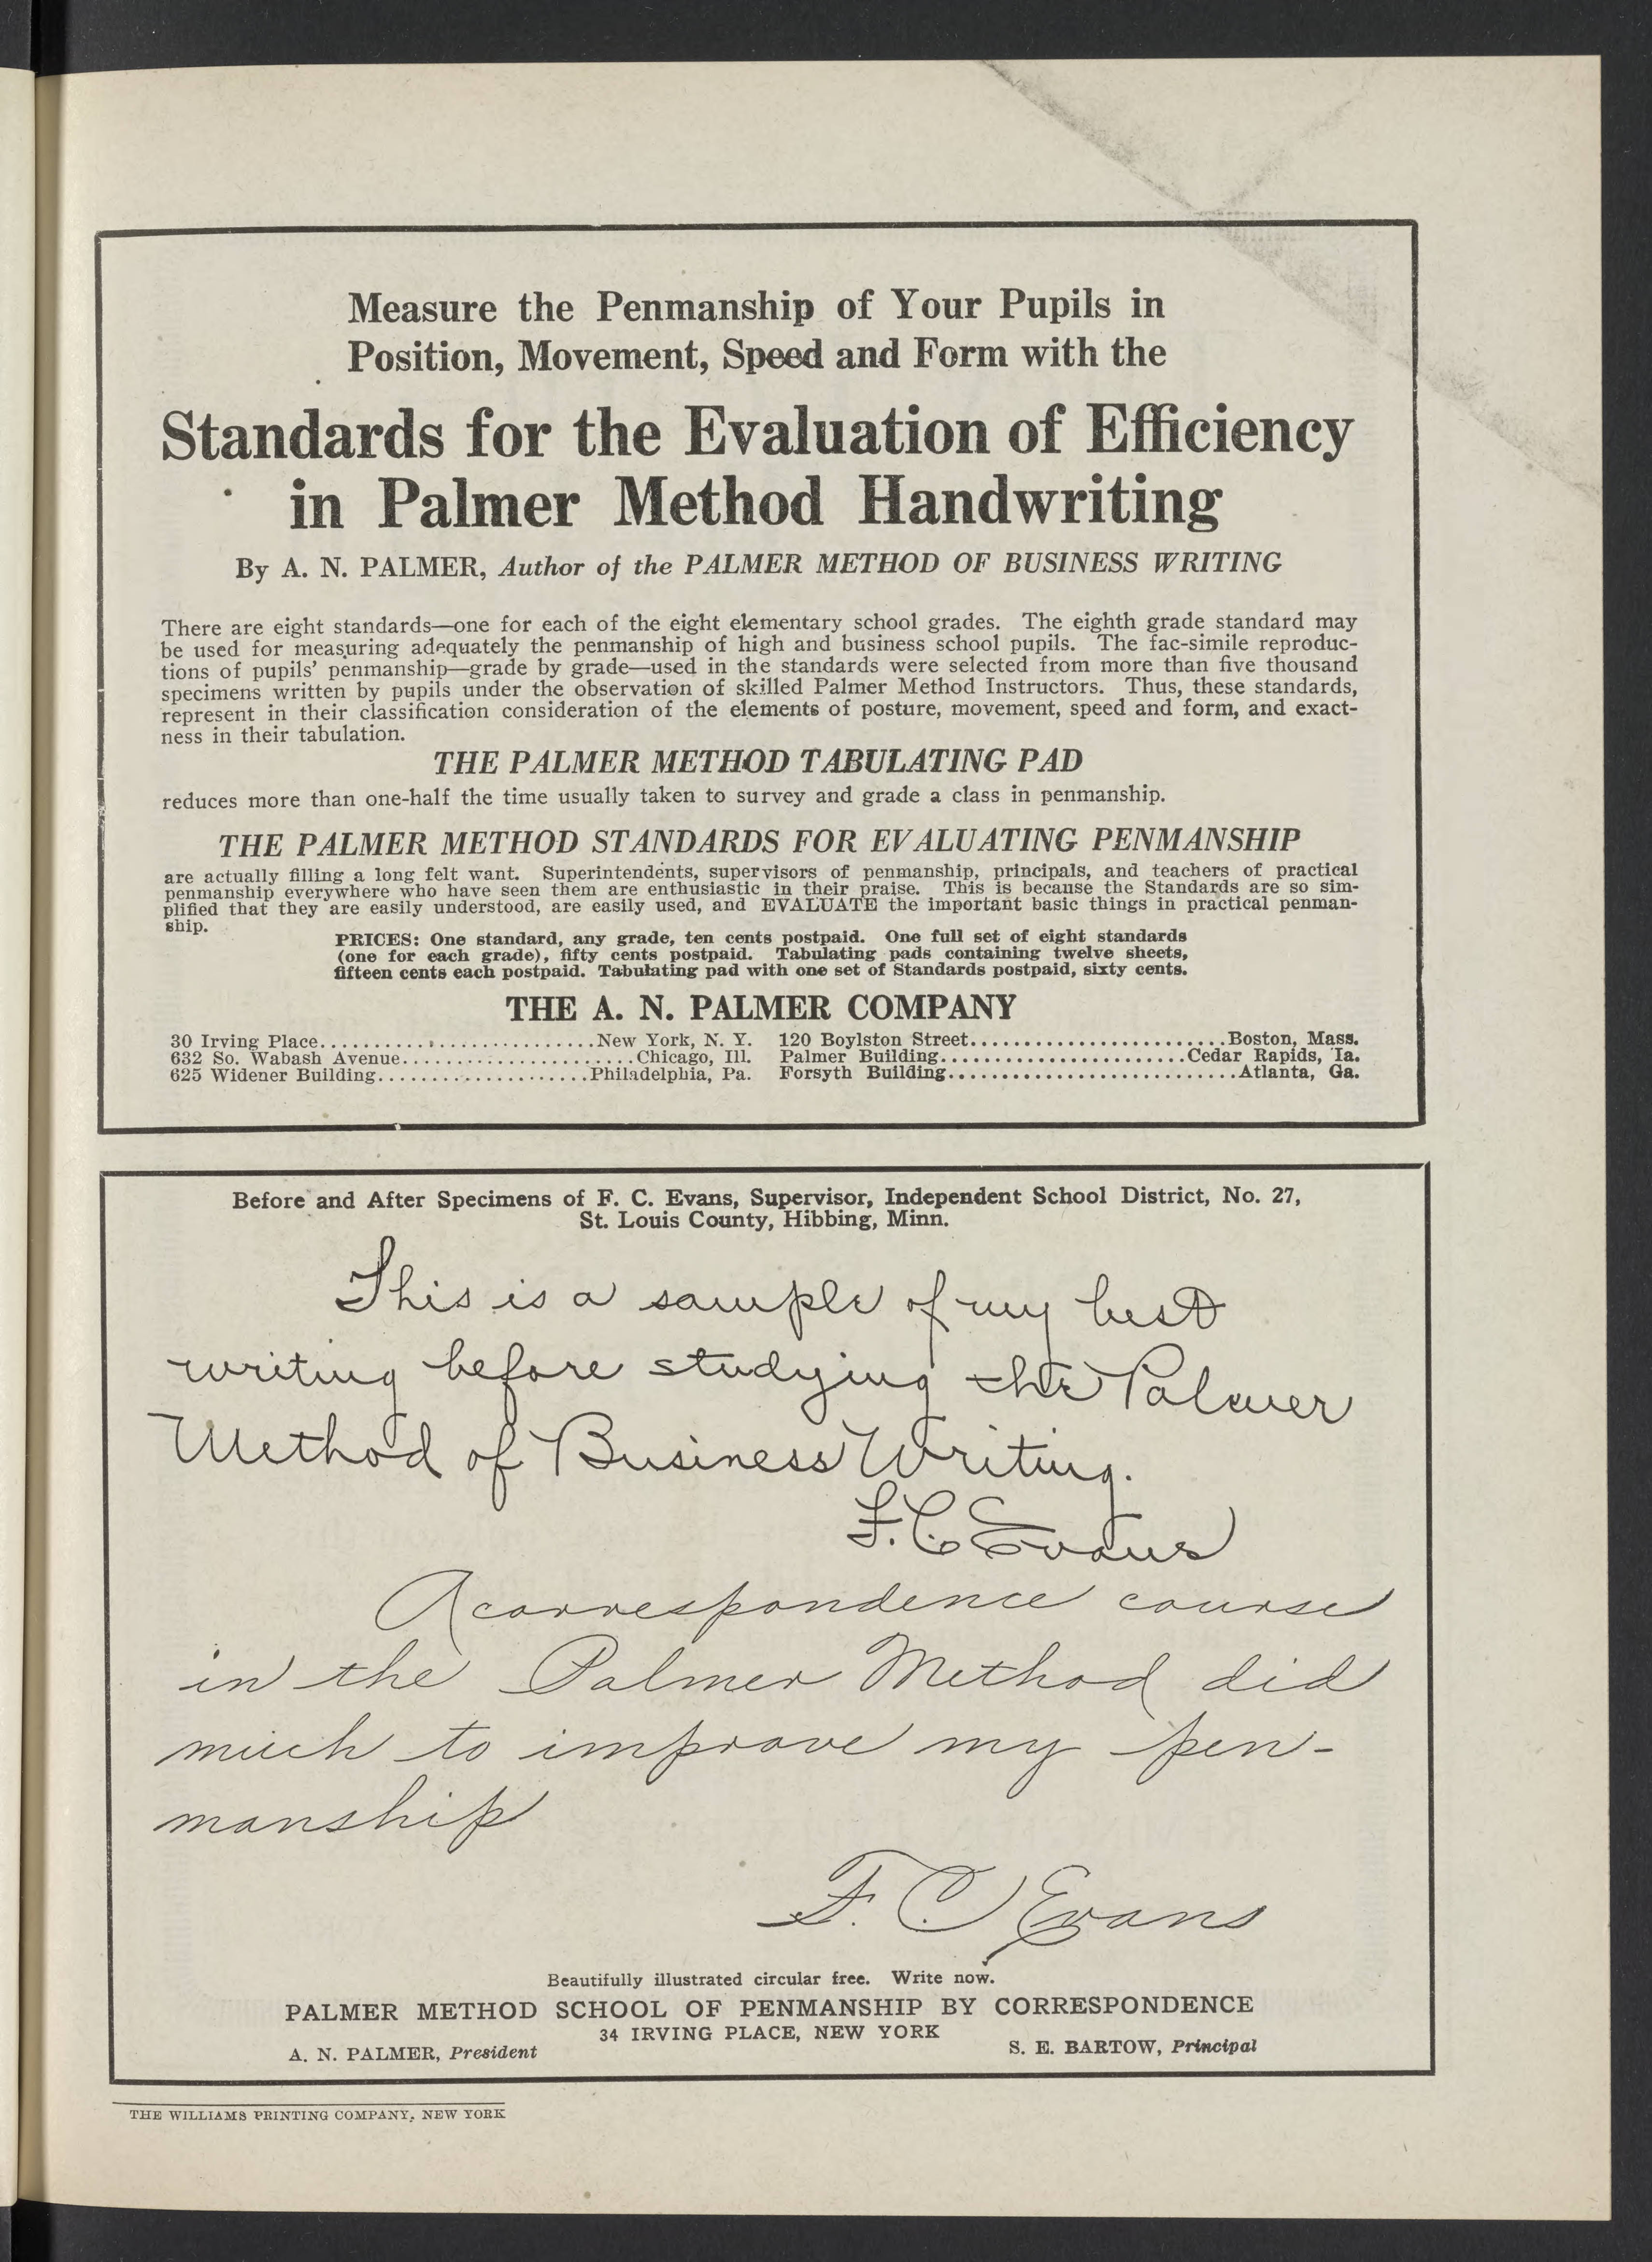 Measure the Penmanship of Your Pupils in
Position, Movement, Speed and Form with the
Standards for the Evaluation of Efficiency
in Palmer Method Handwriting
By A. N. PALMER, Author of the PALMER METHOD OF BUSINESS WRITING
There are eight standards—one for each of the eight elementary school grades. The eighth grade standard may
be used for measuring adequately the penmanship of high and business school pupils. The fac-simile reproduc-
tions of pupils' penmanship—grade by grade—used in the standards were selected from more than five thousand
specimens written by pupils under the observation of skilled Palmer Method Instructors. Thus, these standards,
represent in their classification consideration of the elements of posture, movement, speed and form, and exact-
ness in their tabulation.
THE PALMER METHOD TABULATING PAD
reduces more than one-half the time usually taken to survey and grade a class in penmanship.
THE PALMER METHOD STANDARDS FOR EVALUATING PENMANSHIP
are actually filling a long felt want. Superintendents, supervisors of penmanship, principals, and teachers of practical
penmanship everywhere who have seen them are enthusiastic in their praise. This is because the Standards are so sim-
plified that they are easily understood, are easily used, and EVALUATE the important basic things in practical penman-
ship.
PRICES: One standard, any grade, ten cents postpaid. One full set of eight standards
(one for each grade), fifty cents postpaid. Tabulating pads containing twelve sheets,
fifteen cents each postpaid. Tabulating pad with one set of Standards postpaid, sixty cents.
THE A. N. PALMER COMPANY
30 Irving Place..........................New York, N. Y. 120 Boylston Street........................Boston, Mass.
632 So. Wabash Avenue......................Chicago, Ill. Palmer Building.......................Cedar Rapids, Ia.
625 Widener Building....................Philadelphia, Pa. Forsyth Building...........................Atlanta, Ga.
Before and After Specimens of F. C. Evans, Supervisor, Independent School District, No. 27,
St. Louis County, Hibbing, Minn.
This is a sample of my best
writing before studying the Palmer
Method of Business Writing.
F. C. Evans
A correspondence course
in the Palmer Method did
much to improve my pen-
manship
F. C. Evans
Beautifully illustrated circular free. Write now.
PALMER METHOD SCHOOL OF PENMANSHIP BY CORRESPONDENCE
34 IRVING PLACE, NEW YORK
A. N. PALMER, President S. E. BARTOW, Principal
THE WILLIAMS PRINTING COMPANY, NEW YORK